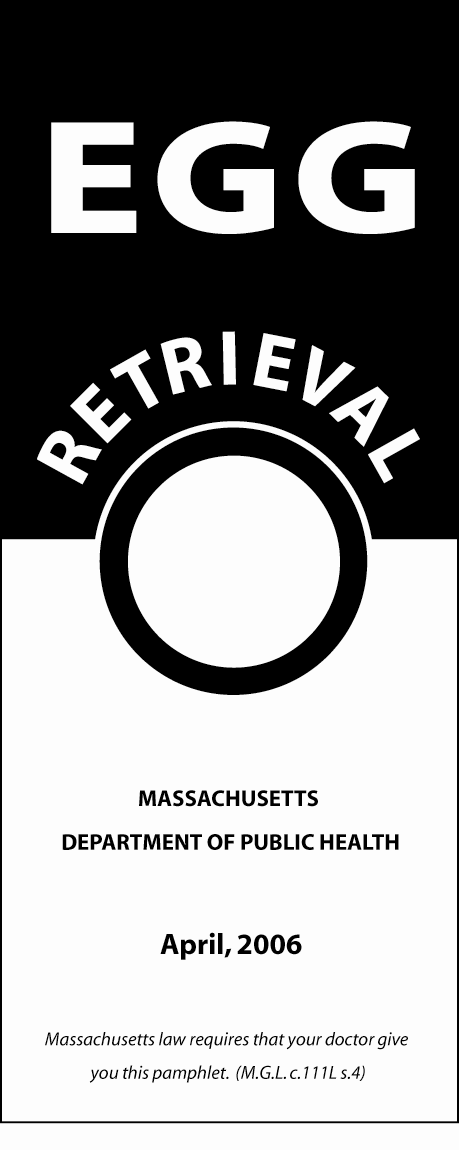 EGG
RETRIEVAL
MASSACHUSETTS
DEPARTMENT OF PUBLIC HEALTH
April, 2006
Massachusetts law requires that your doctor give
you this pamphlet. (M.G.L. c.111L s.4)